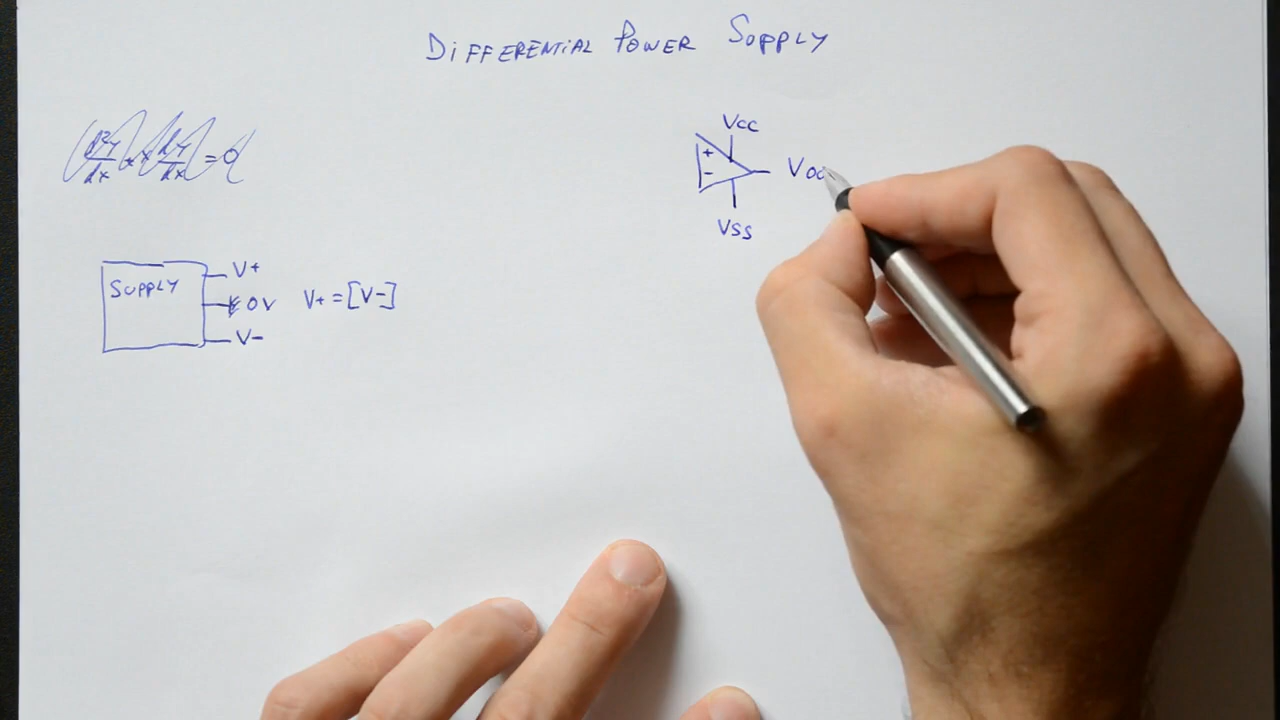 DIFFERENTIAL POWER SUPPLY
Vcc
+
-
Vss
V+
SUPPLY
0V
V+ = [V-]
V-